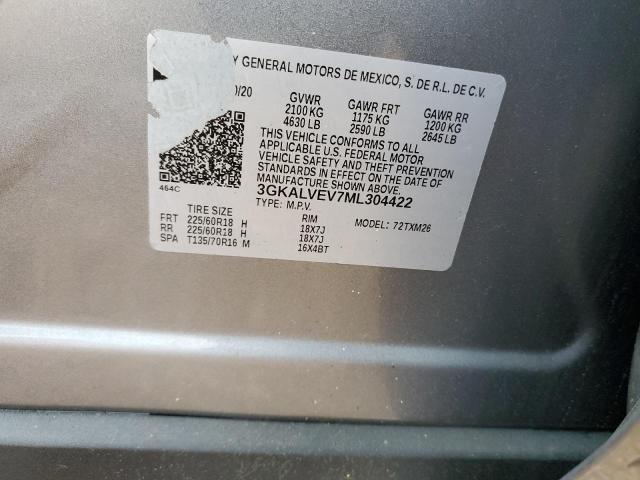 Y GENERAL MOTORS DE MEXICO, S. DE R.L. DE C.V.
0/20 GVWR GAWR FRT GAWR RR
2100 KG 1175 KG 1200 KG
4630 LB 2590 LB 2645 LB
THIS VEHICLE CONFORMS TO ALL
APPLICABLE U.S. FEDERAL MOTOR
VEHICLE SAFETY AND THEFT PREVENTION
STANDARDS IN EFFECT ON THE DATE OF
MANUFACTURE SHOWN ABOVE.
464C 3GKALVEV7ML304422
TYPE: M.P.V. MODEL: 72TXM26
TIRE SIZE RIM
FRT 225/60R18 H 18X7J
RR 225/60R18 H 18X7J
SPA T135/70R16 M 16X4BT